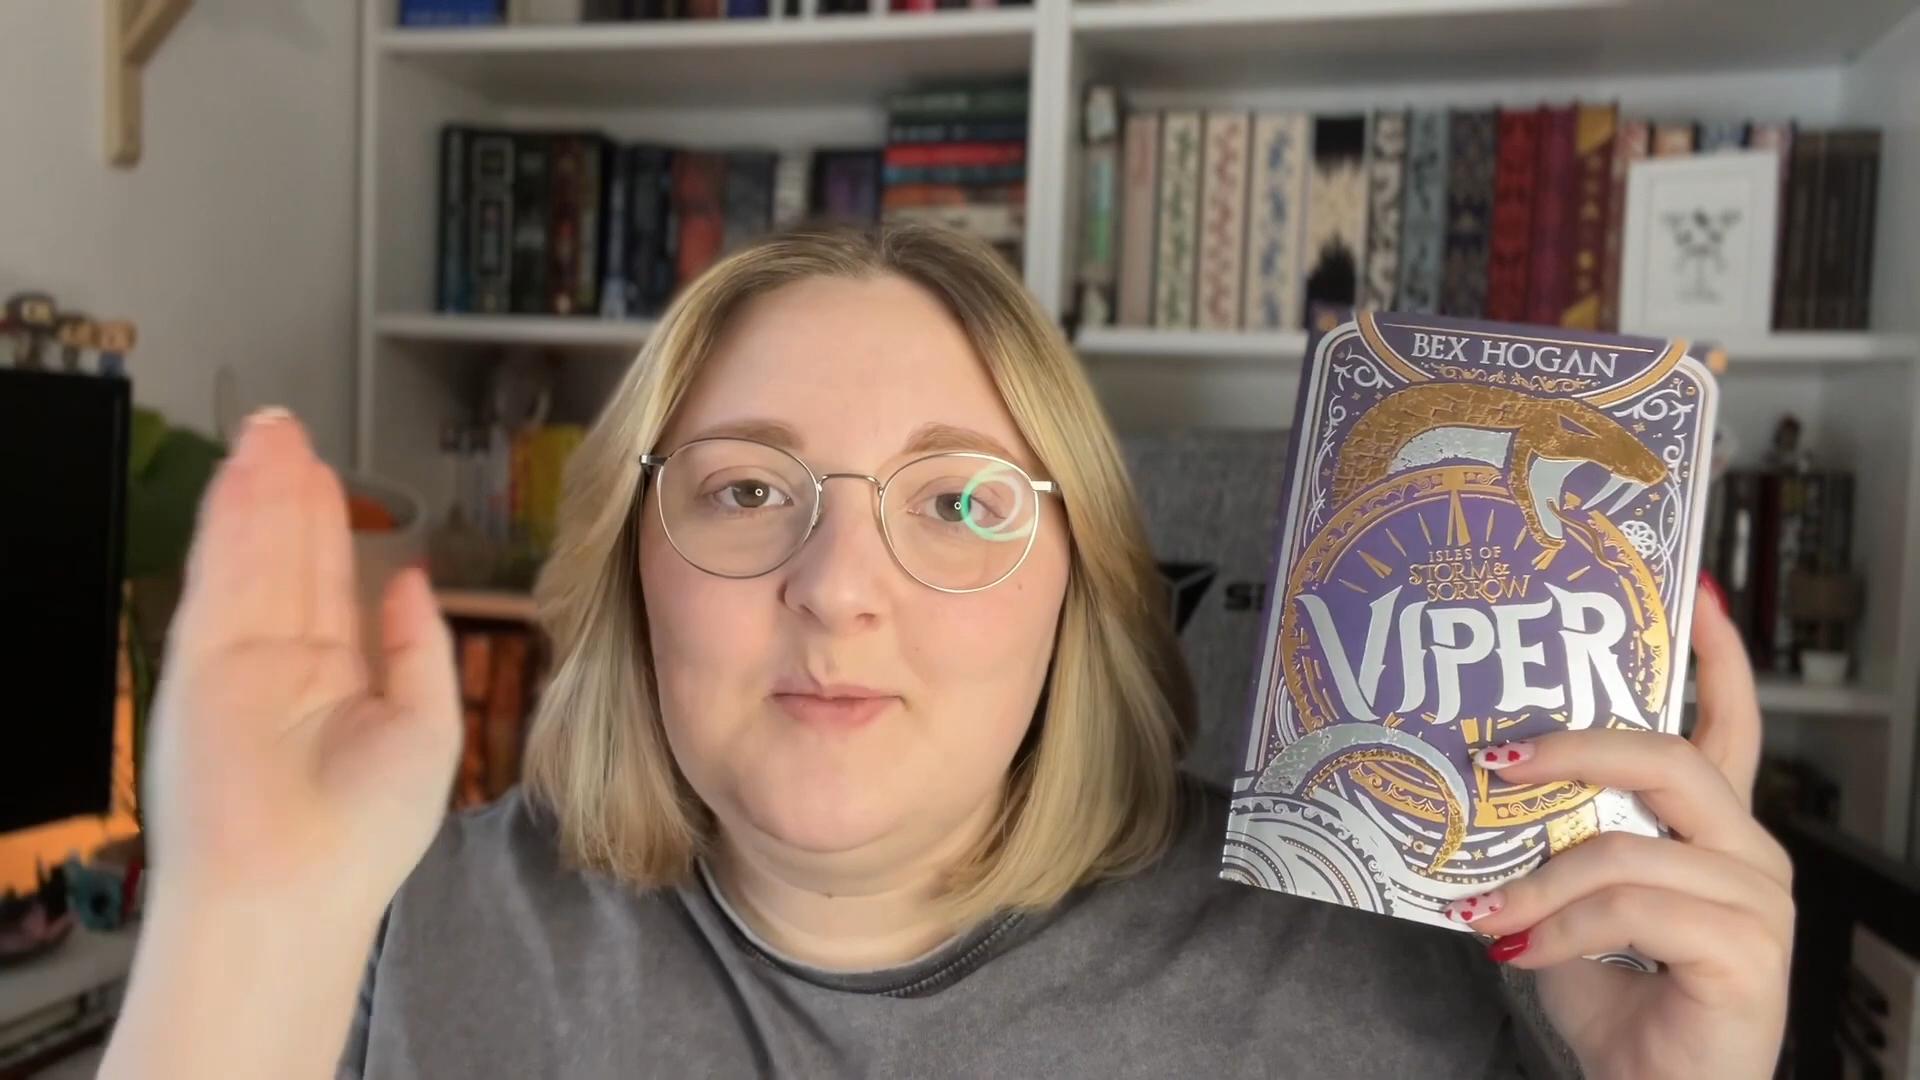 BEX HOGAN
ISLES OF
STORM &
SORROW
VIPER